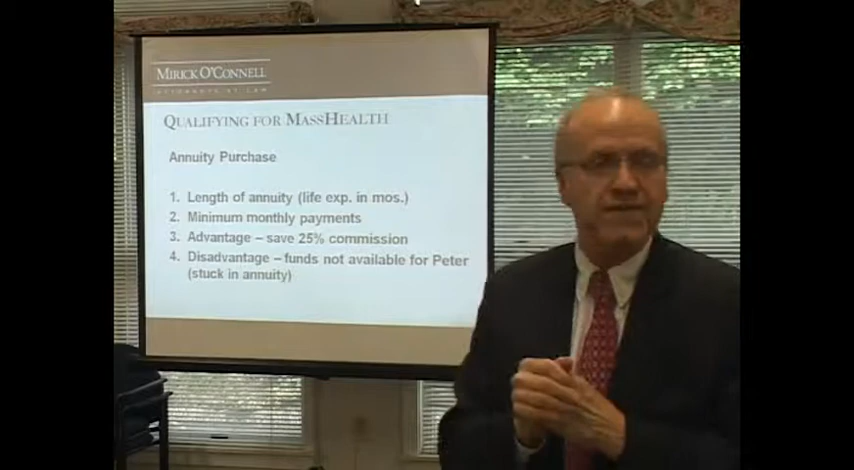 MIRICK O'CONNELL
ATTORNEYS AT LAW
QUALIFYING FOR MASSHEALTH
Annuity Purchase
1. Length of annuity (life exp. in mos.)
2. Minimum monthly payments
3. Advantage – save 25% commission
4. Disadvantage – funds not available for Peter
(stuck in annuity)